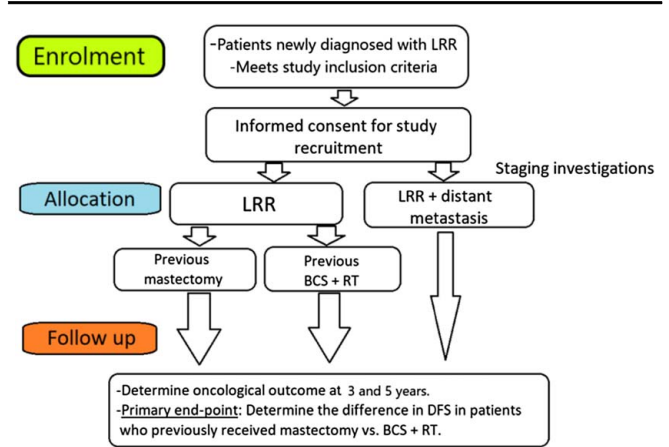 Enrolment
-Patients newly diagnosed with LRR
-Meets study inclusion criteria
Informed consent for study
recruitment
Staging investigations
Allocation
LRR
LRR + distant
metastasis
Previous
mastectomy
Previous
BCS + RT
Follow up
-Determine oncological outcome at 3 and 5 years.
-Primary end-point: Determine the difference in DFS in patients
who previously received mastectomy vs. BCS + RT.